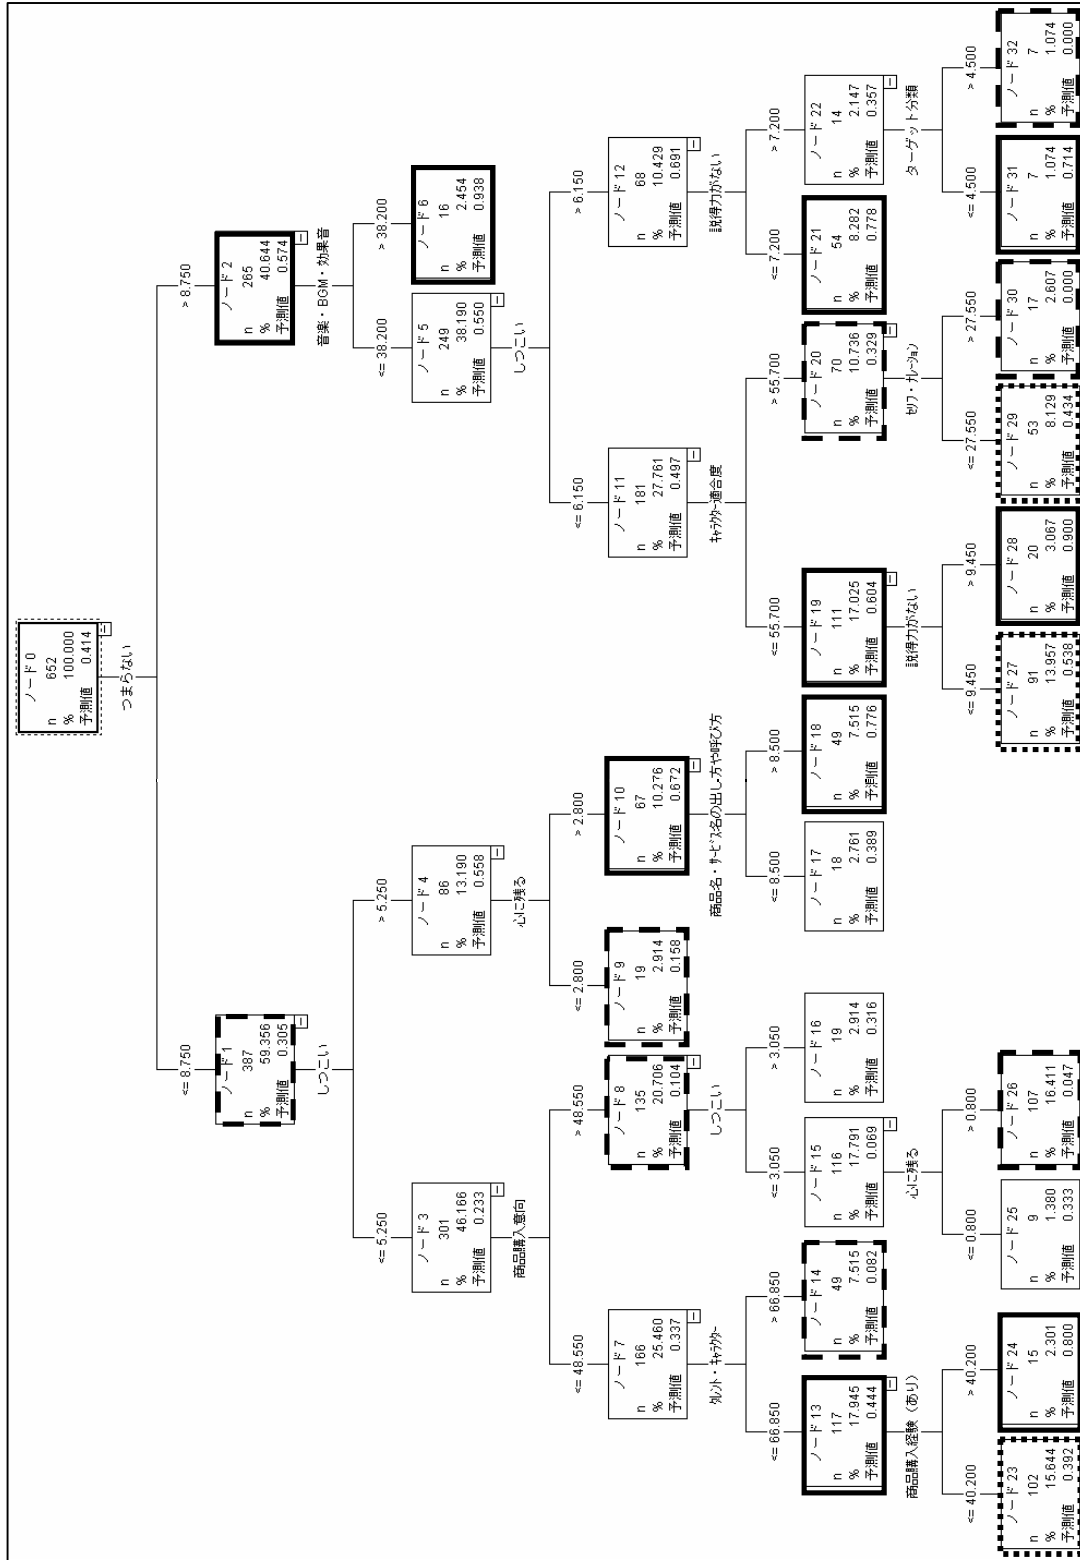 ノード 0
n 652
% 100.000
予測値 0.414
つまらない
<= 8.750
> 8.750
ノード 1
n 387
% 59.356
予測値 0.305
しつこい
ノード 2
n 265
% 40.644
予測値 0.574
音楽・BGM・効果音
<= 5.250
> 5.250
<= 38.200
> 38.200
ノード 3
n 301
% 46.166
予測値 0.233
商品購入意向
ノード 4
n 86
% 13.190
予測値 0.558
心に残る
ノード 5
n 249
% 38.190
予測値 0.550
しつこい
ノード 6
n 16
% 2.454
予測値 0.938
<= 48.550
> 48.550
<= 2.800
> 2.800
<= 6.150
> 6.150
ノード 7
n 166
% 25.460
予測値 0.337
タレント・キャラクター
ノード 8
n 135
% 20.706
予測値 0.104
しつこい
ノード 9
n 19
% 2.914
予測値 0.158
ノード 10
n 67
% 10.276
予測値 0.672
商品名・サービス名の出し方や呼び方
ノード 11
n 181
% 27.761
予測値 0.497
キャラクター適合度
ノード 12
n 68
% 10.429
予測値 0.691
説得力がない
<= 66.850
> 66.850
<= 3.050
> 3.050
<= 8.500
> 8.500
<= 55.700
> 55.700
<= 7.200
> 7.200
ノード 13
n 117
% 17.945
予測値 0.444
商品購入経験（あり）
ノード 14
n 49
% 7.515
予測値 0.082
ノード 15
n 116
% 17.791
予測値 0.069
心に残る
ノード 16
n 19
% 2.914
予測値 0.316
ノード 17
n 18
% 2.761
予測値 0.389
ノード 18
n 49
% 7.515
予測値 0.776
ノード 19
n 111
% 17.025
予測値 0.604
説得力がない
ノード 20
n 70
% 10.736
予測値 0.329
セリフ・ナレーション
ノード 21
n 54
% 8.282
予測値 0.778
ノード 22
n 14
% 2.147
予測値 0.357
ターゲット分類
<= 40.200
> 40.200
<= 0.800
> 0.800
<= 9.450
> 9.450
<= 27.550
> 27.550
<= 4.500
> 4.500
ノード 23
n 102
% 15.644
予測値 0.392
ノード 24
n 15
% 2.301
予測値 0.800
ノード 25
n 9
% 1.380
予測値 0.333
ノード 26
n 107
% 16.411
予測値 0.047
ノード 27
n 91
% 13.957
予測値 0.538
ノード 28
n 20
% 3.067
予測値 0.900
ノード 29
n 53
% 8.129
予測値 0.434
ノード 30
n 17
% 2.607
予測値 0.000
ノード 31
n 7
% 1.074
予測値 0.714
ノード 32
n 7
% 1.074
予測値 0.000